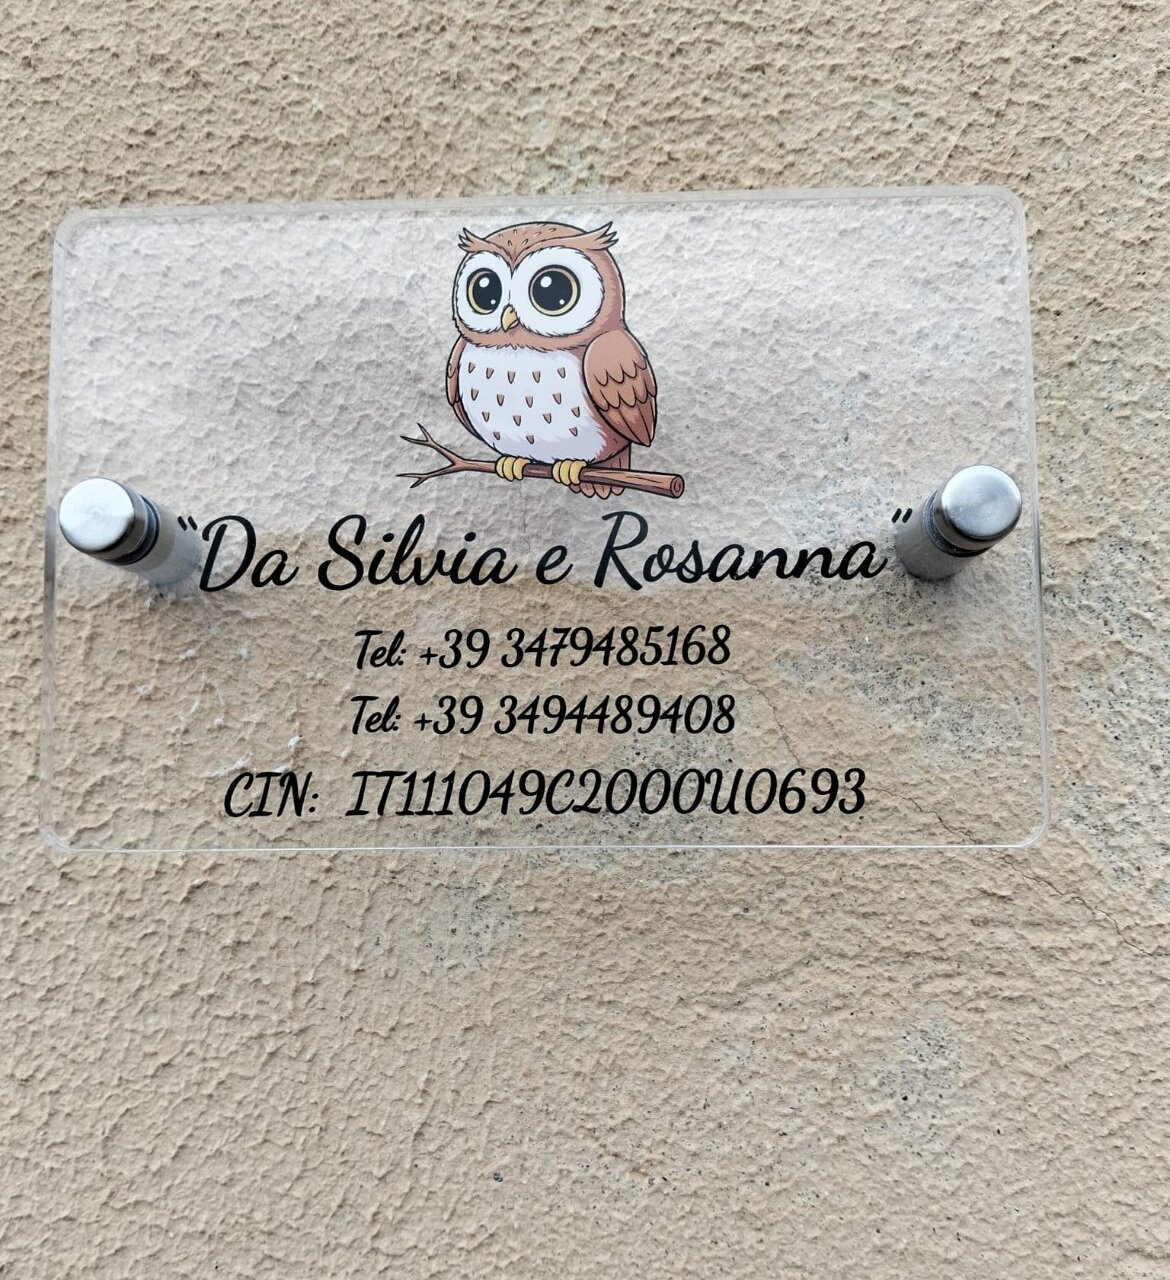 "Da Silvia e Rosanna"
Tel: +39 3479485168
Tel: +39 3494489408
CIN: IT111049C2000U0693